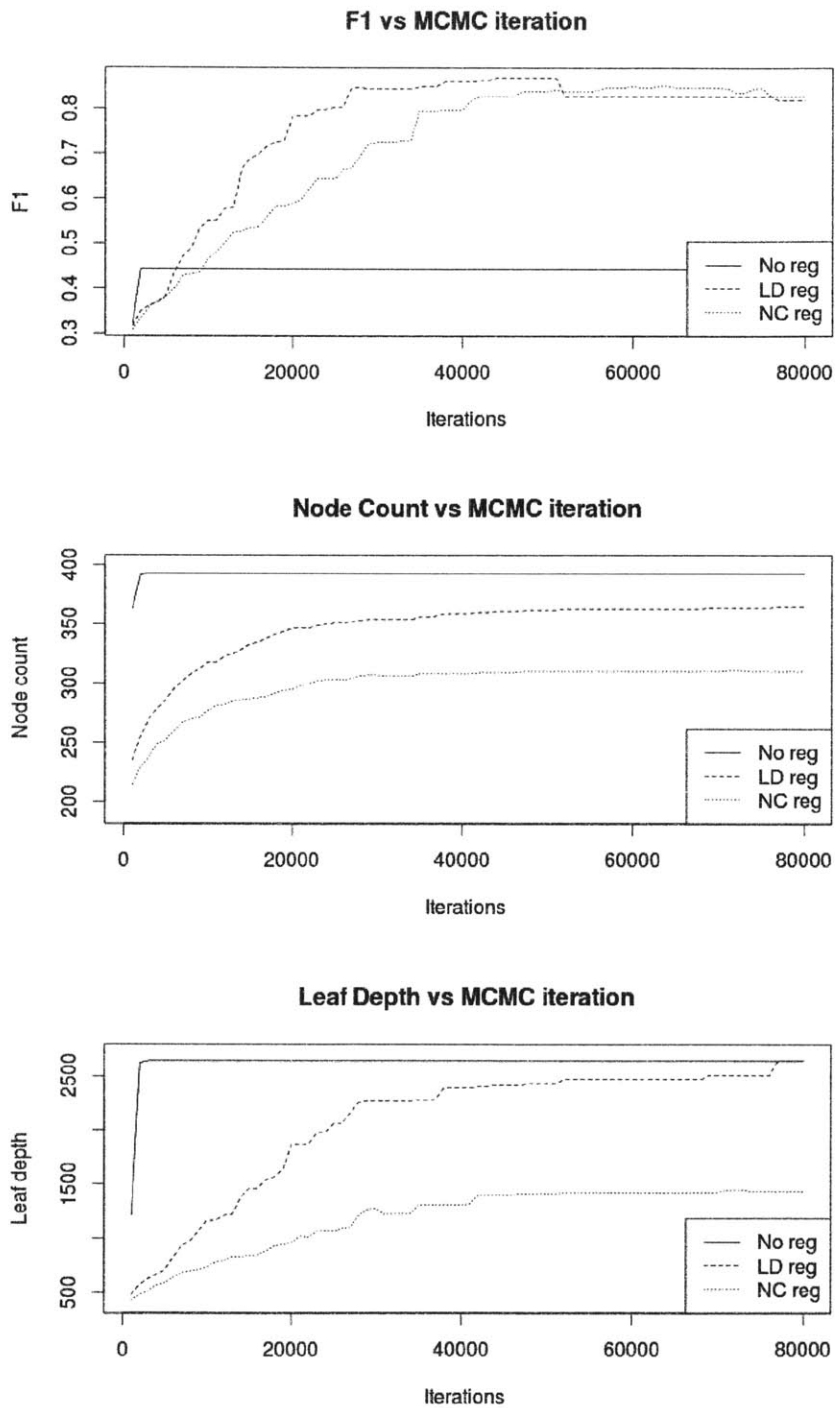 F1 vs MCMC iteration
F1
0.3 0.4 0.5 0.6 0.7 0.8
No reg
LD reg
NC reg
0 20000 40000 60000 80000
Iterations
Node Count vs MCMC iteration
Node count
200 250 300 350 400
No reg
LD reg
NC reg
0 20000 40000 60000 80000
Iterations
Leaf Depth vs MCMC iteration
Leaf depth
500 1500 2500
No reg
LD reg
NC reg
0 20000 40000 60000 80000
Iterations